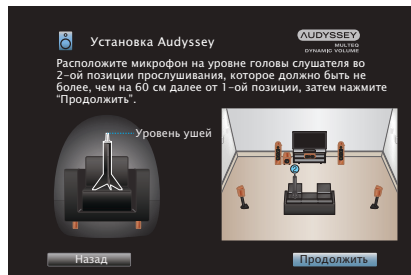 Установка Audyssey
AUDYSSEY
MULTEQ
DYNAMIC VOLUME
Расположите микрофон на уровне головы слушателя во
2-ой позиции прослушивания, которое должно быть не
более, чем на 60 см далее от 1-ой позиции, затем нажмите
"Продолжить".
Уровень ушей
2
Назад
Продолжить